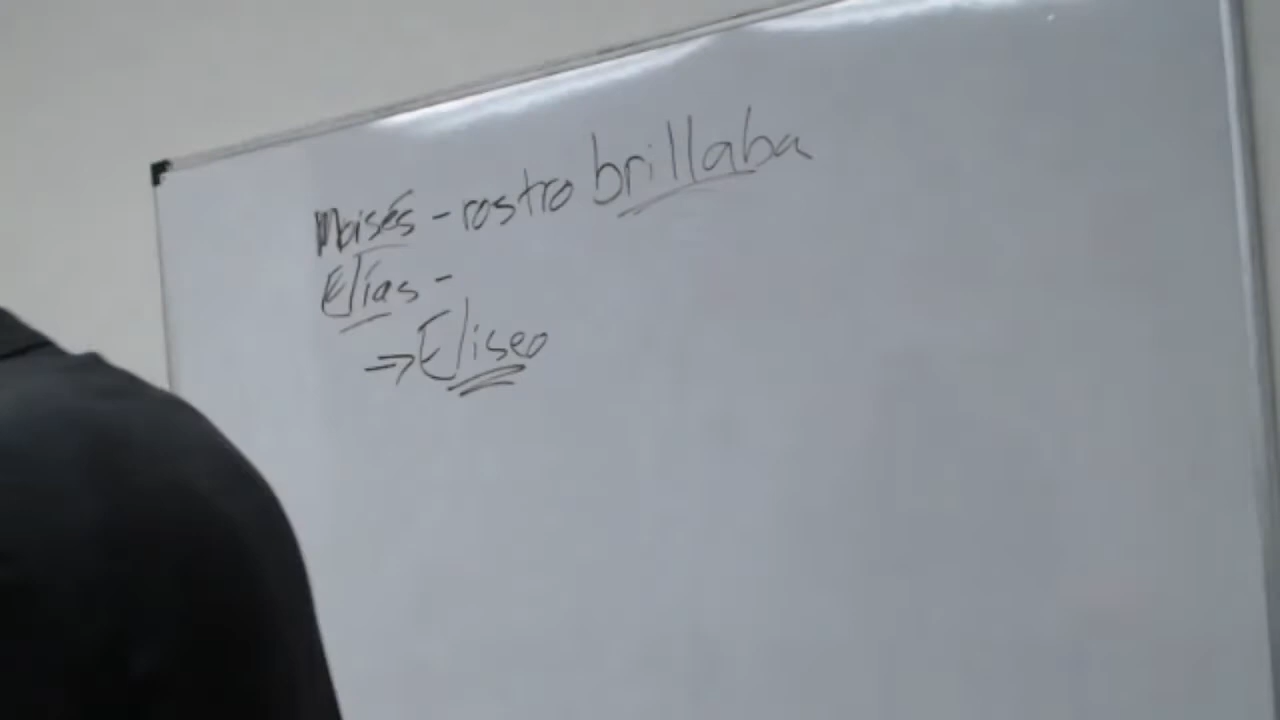 Moisés - rostro brillaba
Elías -
⇒ Eliseo